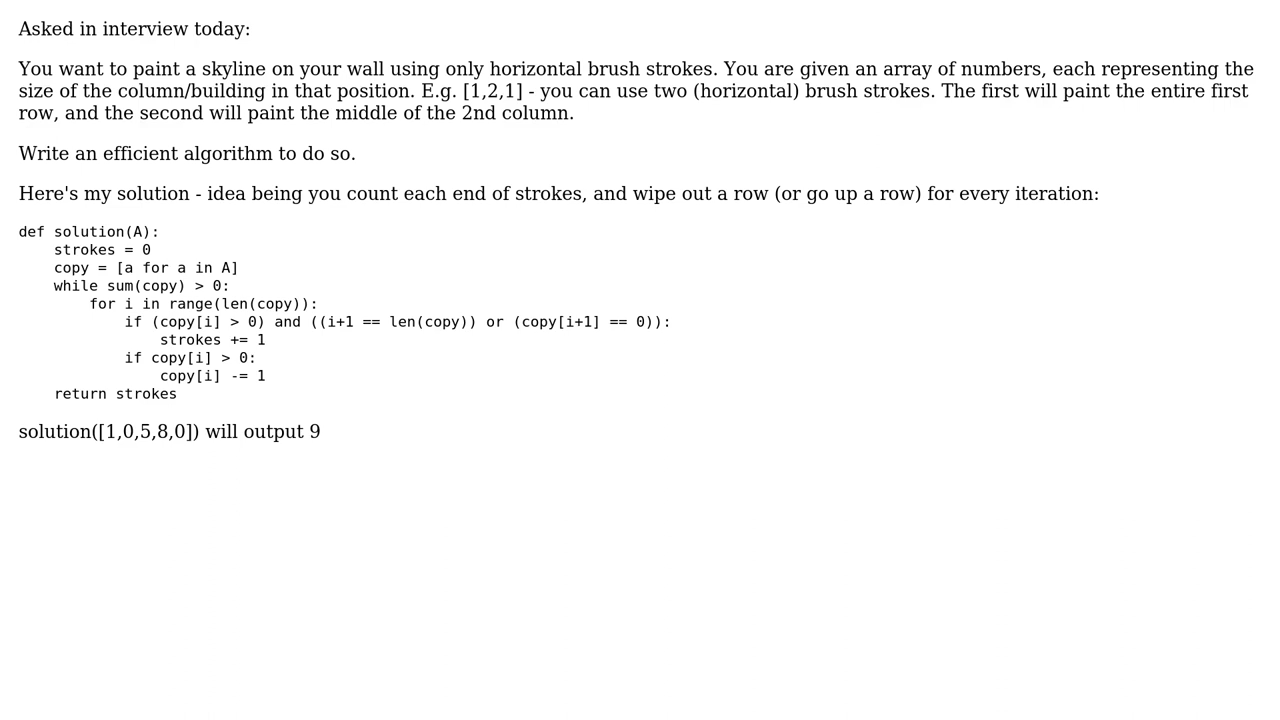 Asked in interview today:
You want to paint a skyline on your wall using only horizontal brush strokes. You are given an array of numbers, each representing the
size of the column/building in that position. E.g. [1,2,1] - you can use two (horizontal) brush strokes. The first will paint the entire first
row, and the second will paint the middle of the 2nd column.
Write an efficient algorithm to do so.
Here's my solution - idea being you count each end of strokes, and wipe out a row (or go up a row) for every iteration:
def solution(A):
    strokes = 0
    copy = [a for a in A]
    while sum(copy) > 0:
        for i in range(len(copy)):
            if (copy[i] > 0) and ((i+1 == len(copy)) or (copy[i+1] == 0)):
                strokes += 1
            if copy[i] > 0:
                copy[i] -= 1
    return strokes
solution([1,0,5,8,0]) will output 9